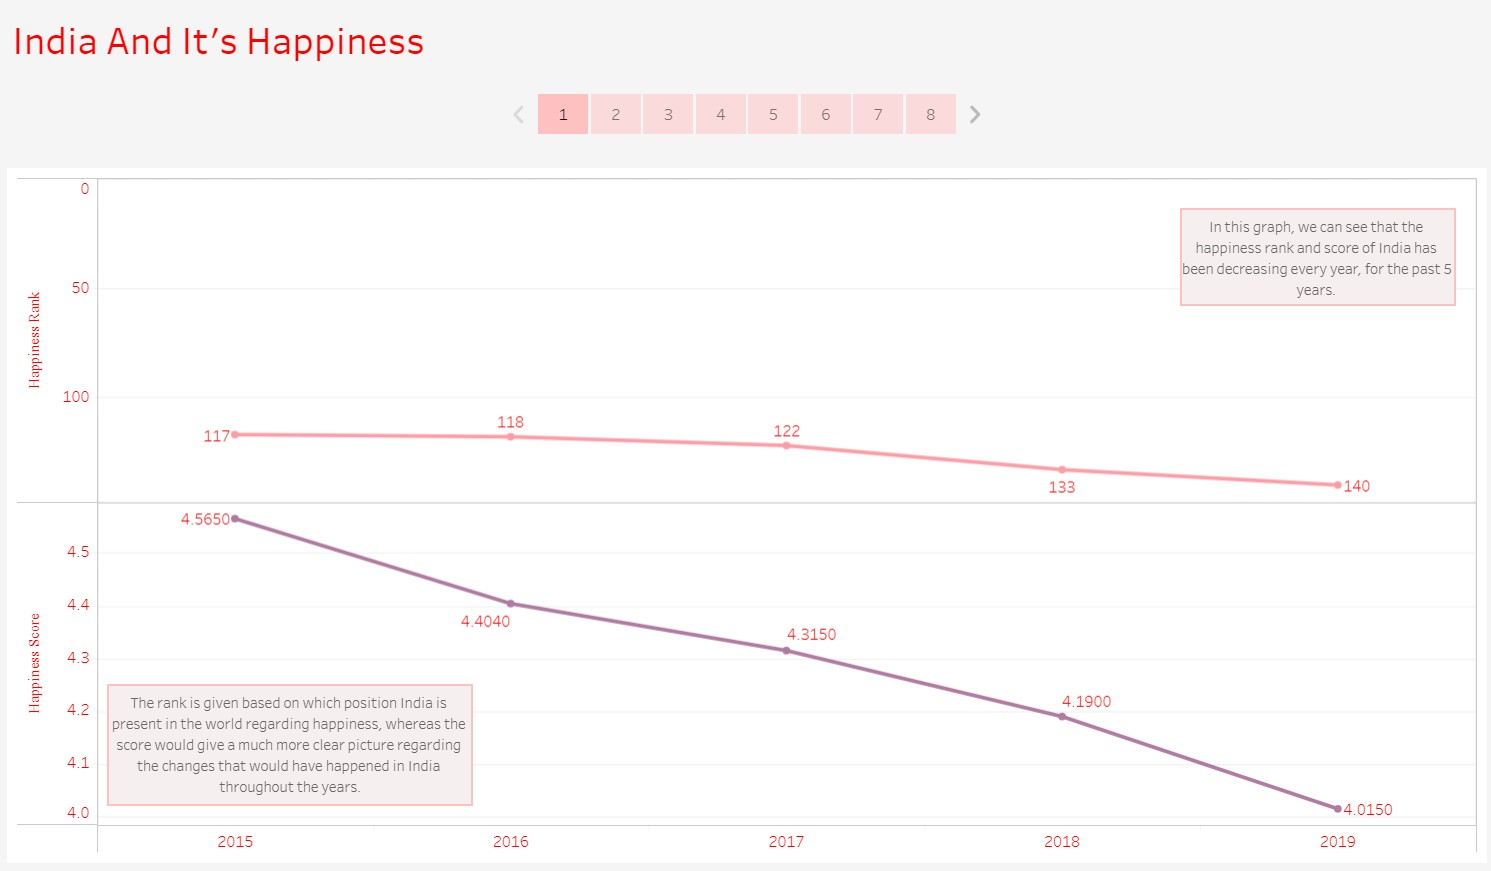 India And It’s Happiness
1 2 3 4 5 6 7 8
0
50
100
Happiness Rank
In this graph, we can see that the
happiness rank and score of India has
been decreasing every year, for the past 5
years.
117
118
122
133
140
4.5
4.4
4.3
4.2
4.1
4.0
Happiness Score
4.5650
4.4040
4.3150
4.1900
4.0150
The rank is given based on which position India is
present in the world regarding happiness, whereas the
score would give a much more clear picture regarding
the changes that would have happened in India
throughout the years.
2015 2016 2017 2018 2019